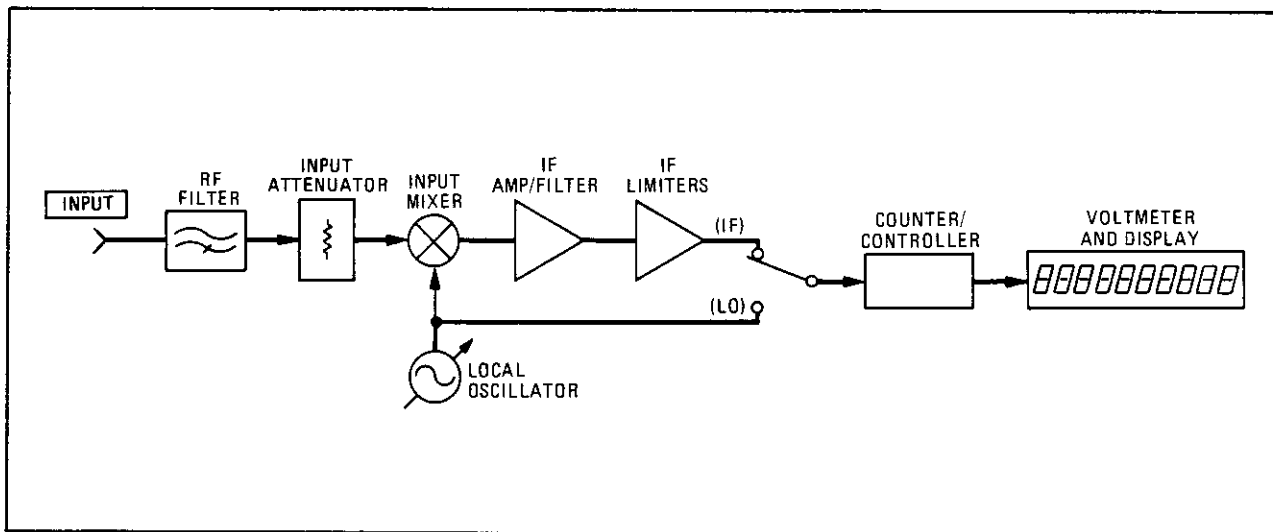 INPUT
RF
FILTER
INPUT
ATTENUATOR
INPUT
MIXER
IF
AMP/FILTER
IF
LIMITERS
(IF)
(LO)
LOCAL
OSCILLATOR
COUNTER/
CONTROLLER
VOLTMETER
AND DISPLAY
8888888888